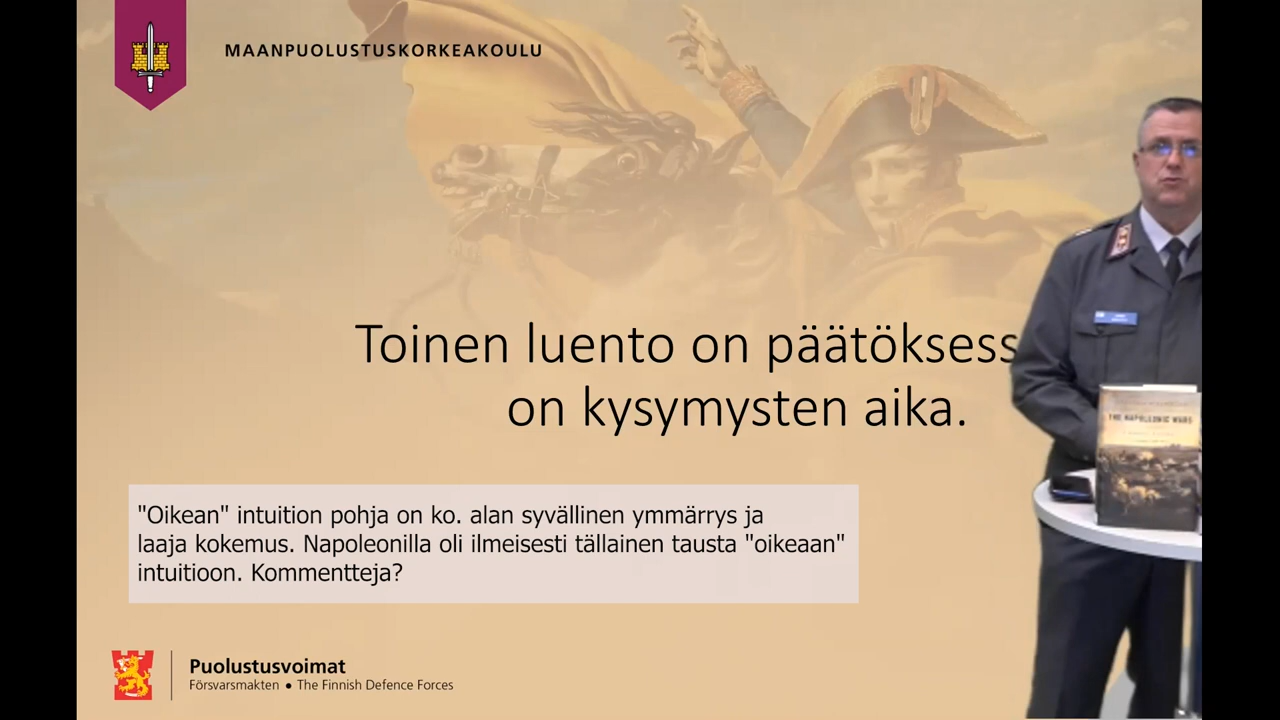 MAANPUOLUSTUSKORKEAKOULU
Toinen luento on päätöksess
on kysymysten aika.
"Oikean" intuition pohja on ko. alan syvällinen ymmärrys ja
laaja kokemus. Napoleonilla oli ilmeisesti tällainen tausta "oikeaan"
intuitioon. Kommentteja?
THE NAPOLEONIC WARS
Puolustusvoimat
Försvarsmakten ● The Finnish Defence Forces